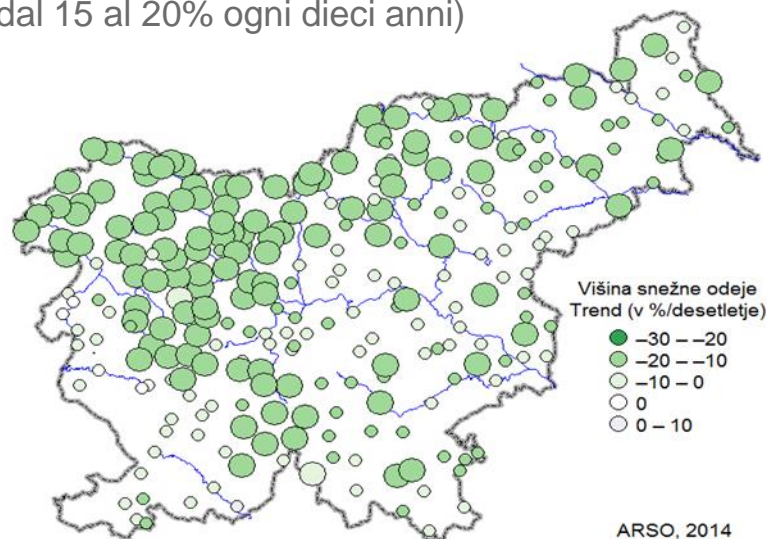 dal 15 al 20% ogni dieci anni)
Višina snežne odeje
Trend (v %/desetletje)
−30 – −20
−20 – −10
−10 – 0
0
0 – 10
ARSO, 2014